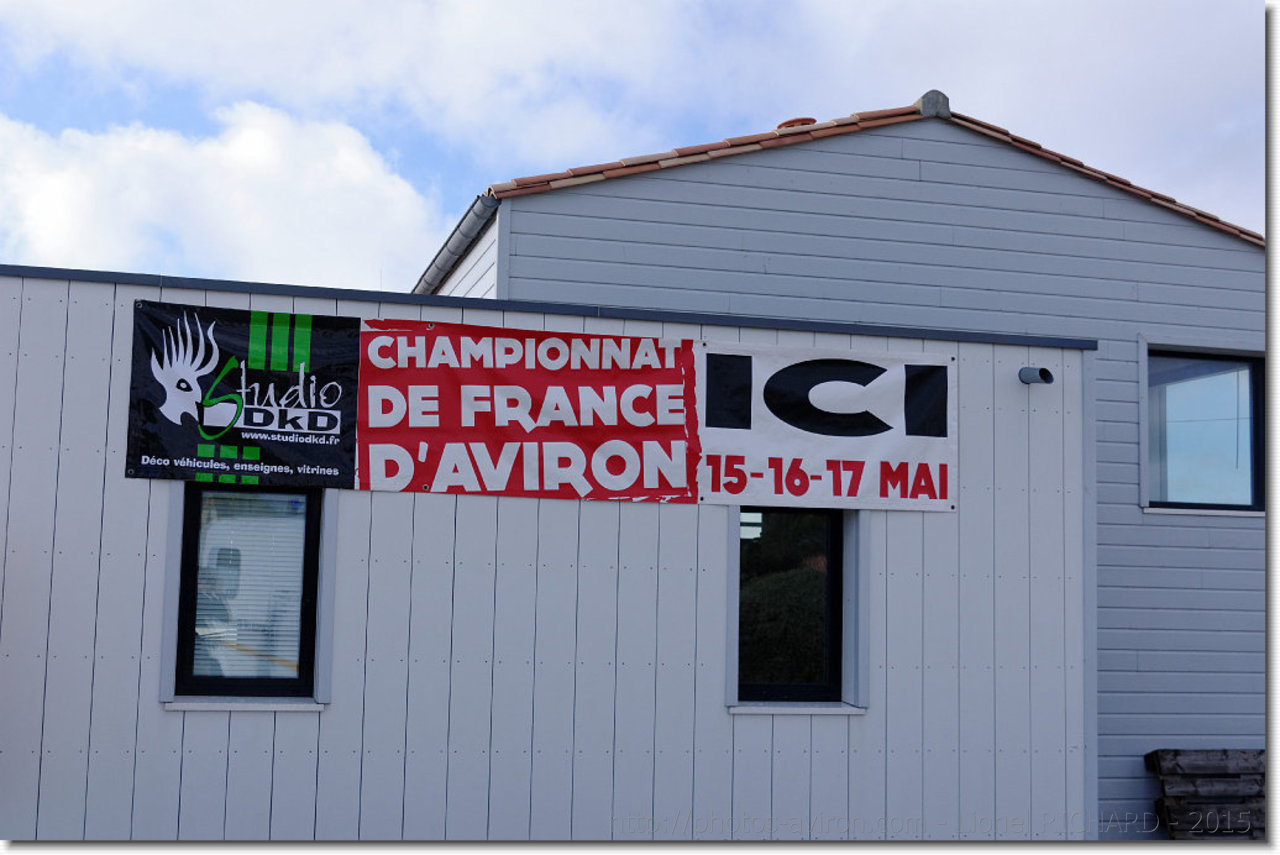 Studio
DKD
www.studiodkd.fr
Déco véhicules, enseignes, vitrines
CHAMPIONNAT
DE FRANCE
D'AVIRON
ICI
15-16-17 MAI
http://photos-aviron.com - Lionel RICHARD - 2015